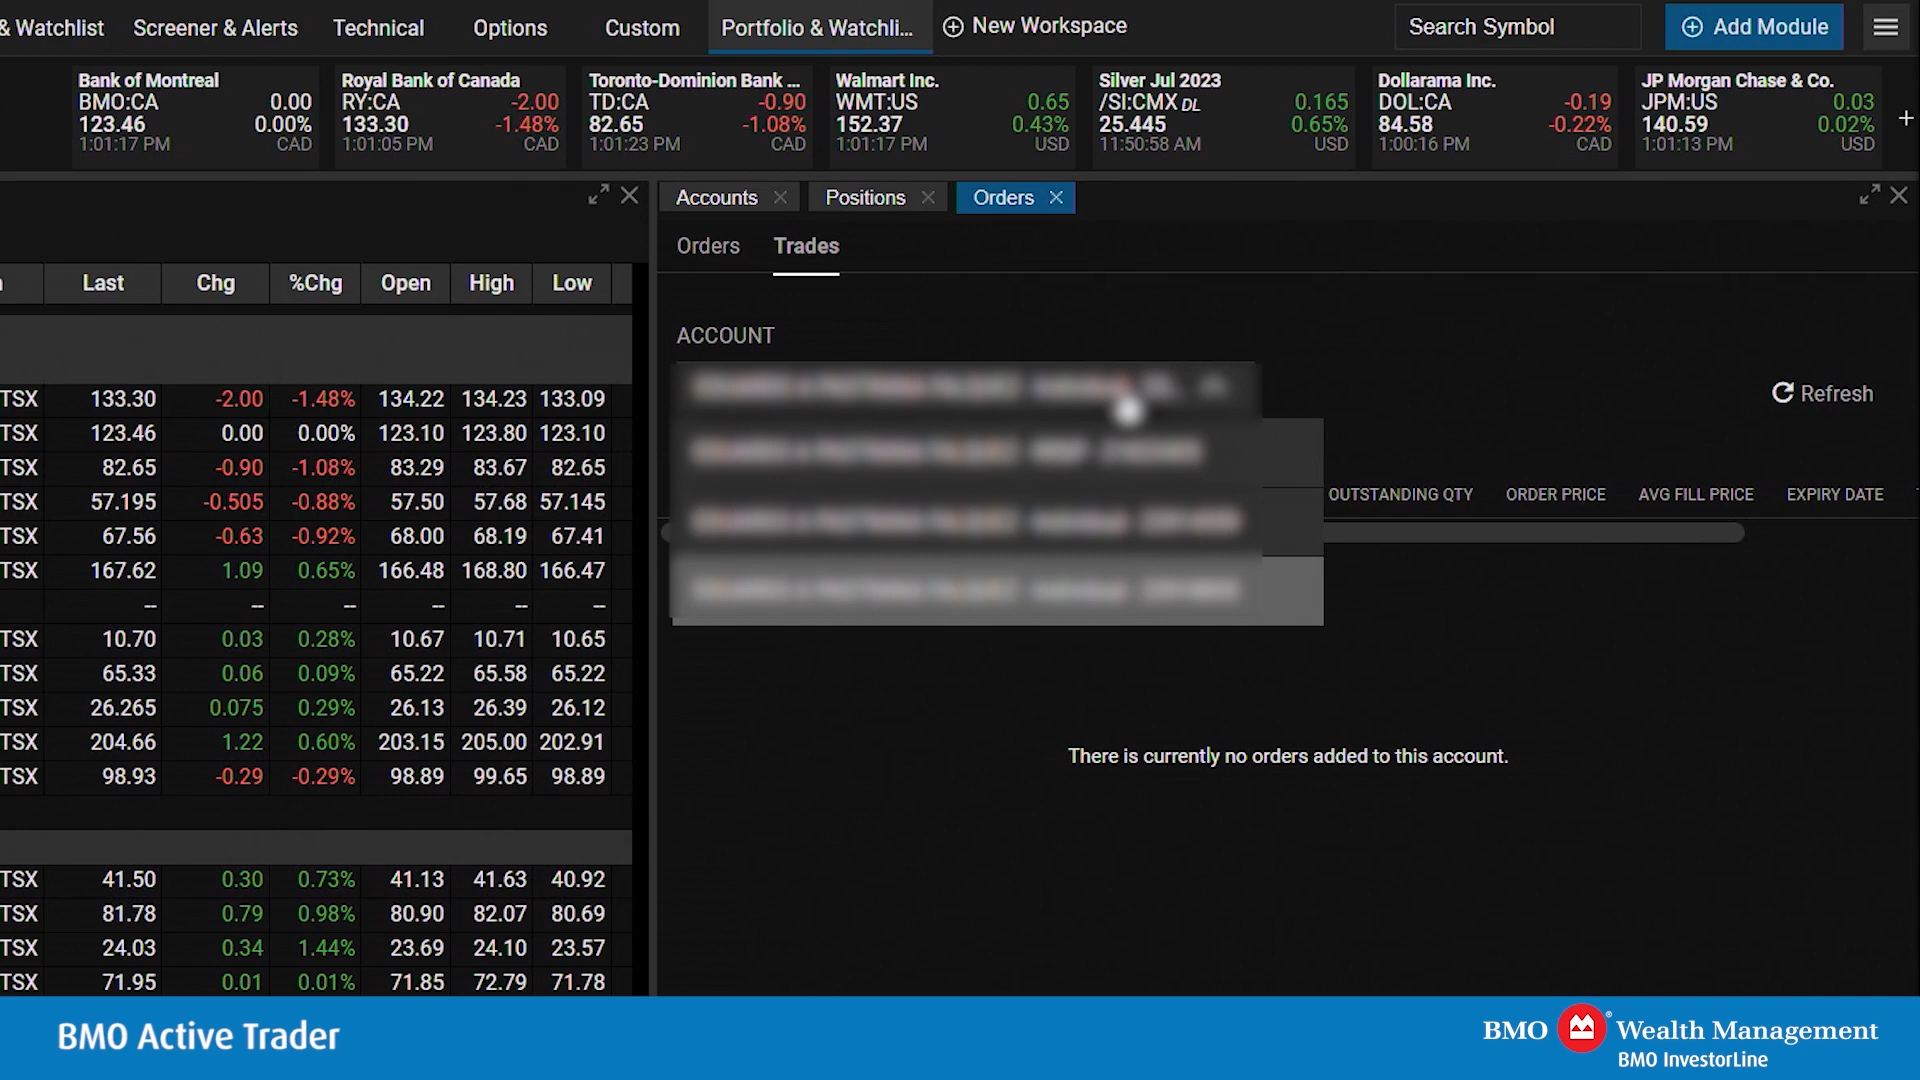 & Watchlist Screener & Alerts Technical Options Custom Portfolio & Watchli... New Workspace Search Symbol Add Module
Bank of Montreal
BMO:CA 0.00
123.46 0.00%
1:01:17 PM CAD
Royal Bank of Canada
RY:CA -2.00
133.30 -1.48%
1:01:05 PM CAD
Toronto-Dominion Bank ...
TD:CA -0.90
82.65 -1.08%
1:01:23 PM CAD
Walmart Inc.
WMT:US 0.65
152.37 0.43%
1:01:17 PM USD
Silver Jul 2023
/SI:CMX DL 0.165
25.445 0.65%
11:50:58 AM USD
Dollarama Inc.
DOL:CA -0.19
84.58 -0.22%
1:00:16 PM CAD
JP Morgan Chase & Co.
JPM:US 0.03
140.59 0.02%
1:01:13 PM USD
Last Chg %Chg Open High Low
TSX 133.30 -2.00 -1.48% 134.22 134.23 133.09
TSX 123.46 0.00 0.00% 123.10 123.80 123.10
TSX 82.65 -0.90 -1.08% 83.29 83.67 82.65
TSX 57.195 -0.505 -0.88% 57.50 57.68 57.145
TSX 67.56 -0.63 -0.92% 68.00 68.19 67.41
TSX 167.62 1.09 0.65% 166.48 168.80 166.47
-- -- -- -- -- --
TSX 10.70 0.03 0.28% 10.67 10.71 10.65
TSX 65.33 0.06 0.09% 65.22 65.58 65.22
TSX 26.265 0.075 0.29% 26.13 26.39 26.12
TSX 204.66 1.22 0.60% 203.15 205.00 202.91
TSX 98.93 -0.29 -0.29% 98.89 99.65 98.89
TSX 41.50 0.30 0.73% 41.13 41.63 40.92
TSX 81.78 0.79 0.98% 80.90 82.07 80.69
TSX 24.03 0.34 1.44% 23.69 24.10 23.57
TSX 71.95 0.01 0.01% 71.85 72.79 71.78
Accounts Positions Orders
Orders Trades
ACCOUNT
Refresh
OUTSTANDING QTY ORDER PRICE AVG FILL PRICE EXPIRY DATE
There is currently no orders added to this account.
BMO Active Trader
BMO Wealth Management
BMO InvestorLine